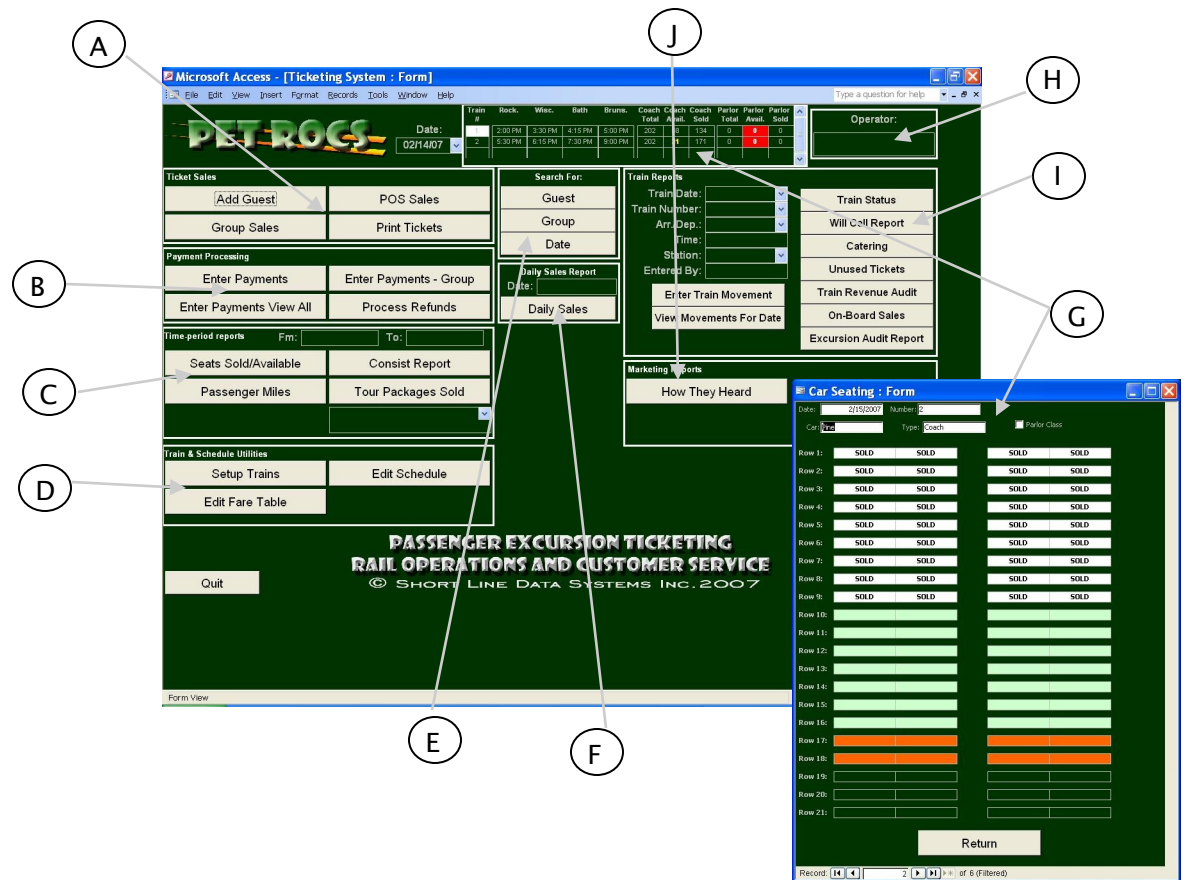 J
A
Microsoft Access - [Ticketing System : Form]
File Edit View Insert Format Records Tools Window Help
Type a question for help
H
PET ROCS
Date:
02/14/07
Train # Rock. Wisc. Bath Bruns. Coach Total Coach Avail. Coach Sold Parlor Total Parlor Avail. Parlor Sold
1 2:00 PM 3:30 PM 4:15 PM 5:00 PM 202 134 0 0 0
2 5:30 PM 6:15 PM 7:30 PM 9:00 PM 202 171 0 0 0
Operator:
I
Ticket Sales
Add Guest POS Sales
Group Sales Print Tickets
Search For:
Guest
Group
Date
Train Reports
Train Date:
Train Number:
Arr./Dep.:
Time:
Station:
Entered By:
Enter Train Movement
View Movements For Date
Train Status
Will Call Report
Catering
Unused Tickets
Train Revenue Audit
On-Board Sales
Excursion Audit Report
B
Payment Processing
Enter Payments Enter Payments - Group
Enter Payments View All Process Refunds
Daily Sales Report
Date:
Daily Sales
G
C
Time-period reports Fm: To:
Seats Sold/Available Consist Report
Passenger Miles Tour Packages Sold
Marketing Reports
How They Heard
D
Train & Schedule Utilities
Setup Trains Edit Schedule
Edit Fare Table
PASSENGER EXCURSION TICKETING
RAIL OPERATIONS AND CUSTOMER SERVICE
© SHORT LINE DATA SYSTEMS INC. 2007
Quit
Form View
E
F
Car Seating : Form
Date: 2/15/2007 Number: 2
Car: Pine Type: Coach Parlor Class
Row 1: SOLD SOLD SOLD SOLD
Row 2: SOLD SOLD SOLD SOLD
Row 3: SOLD SOLD SOLD SOLD
Row 4: SOLD SOLD SOLD SOLD
Row 5: SOLD SOLD SOLD SOLD
Row 6: SOLD SOLD SOLD SOLD
Row 7: SOLD SOLD SOLD SOLD
Row 8: SOLD SOLD SOLD SOLD
Row 9: SOLD SOLD SOLD SOLD
Row 10:
Row 11:
Row 12:
Row 13:
Row 14:
Row 15:
Row 16:
Row 17:
Row 18:
Row 19:
Row 20:
Row 21:
Return
Record: 2 of 6 (Filtered)